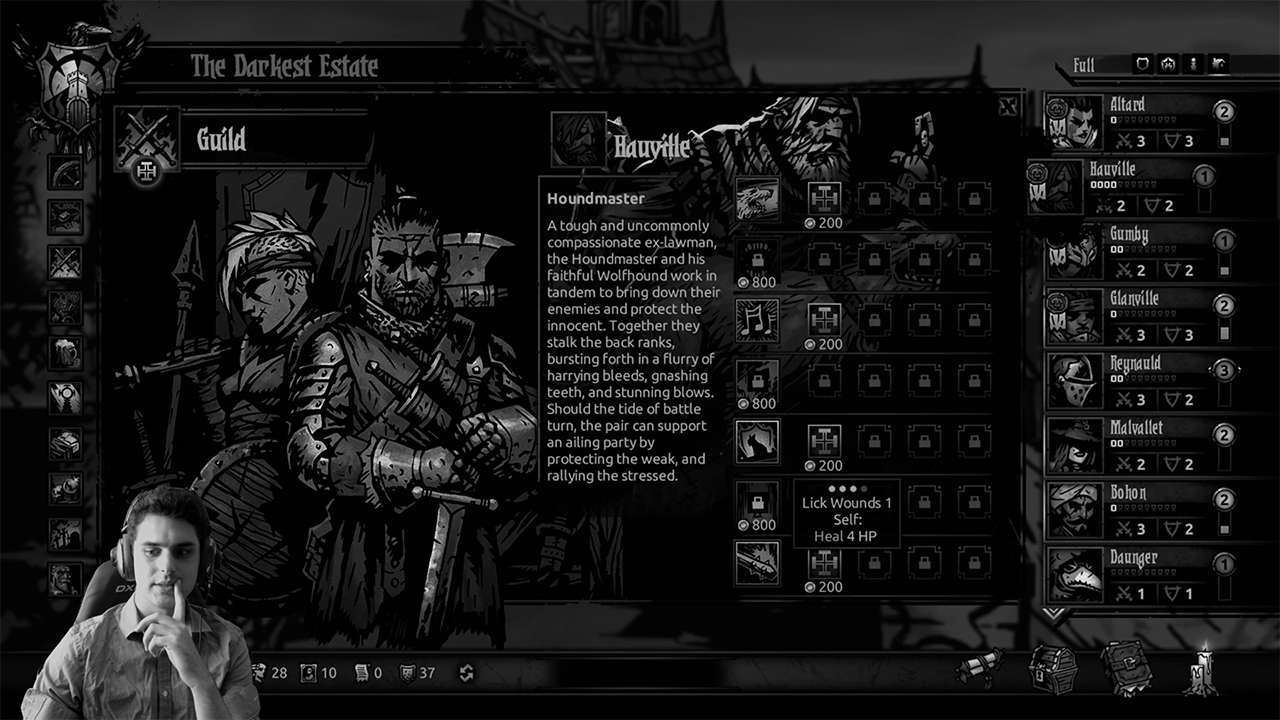 The Darkest Estate
Full
Guild
Hauville
Houndmaster
A tough and uncommonly
compassionate ex-lawman,
the Houndmaster and his
faithful Wolfhound work in
tandem to bring down their
enemies and protect the
innocent. Together they
stalk the back ranks,
bursting forth in a flurry of
harrying bleeds, gnashing
teeth, and stunning blows.
Should the tide of battle
turn, the pair can support
an ailing party by
protecting the weak, and
rallying the stressed.
200
800
200
800
200
800
Lick Wounds 1
Self:
Heal 4 HP
200
Altard
2
3 3
Hauville
1
2 2
Gumby
1
2 2
Glanville
2
3 3
Reynauld
3
3 2
Malvallet
2
2 2
Bohon
2
3 2
Daunger
1
1 1
DX
28 10 0 37